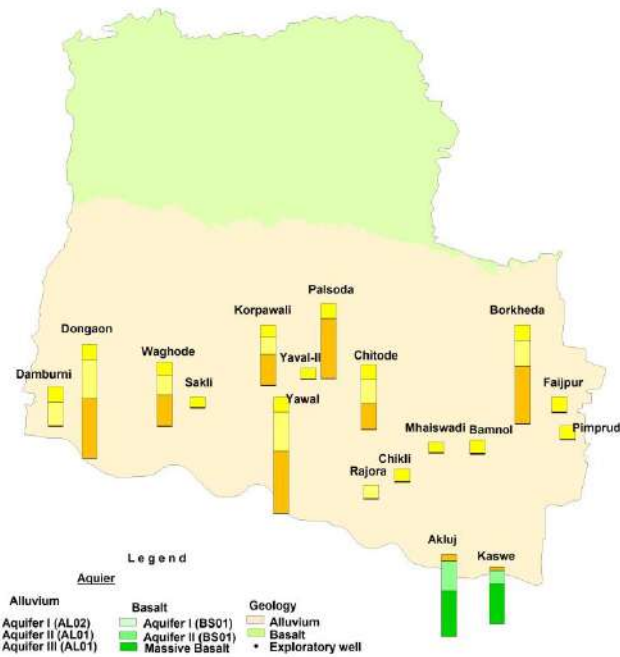 Palsoda
Korpawali
Borkheda
Dongaon
Waghode
Yaval-II
Chitode
Damburni
Sakli
Yawal
Faijpur
Mhaiswadi
Bamnol
Pimprud
Chikli
Rajora
Akluj
Kaswe
Legend
Aquier
Alluvium
Aquifer I (AL02)
Aquifer II (AL01)
Aquifer III (AL01)
Basalt
Aquifer I (BS01)
Aquifer II (BS01)
Massive Basalt
Geology
Alluvium
Basalt
Exploratory well